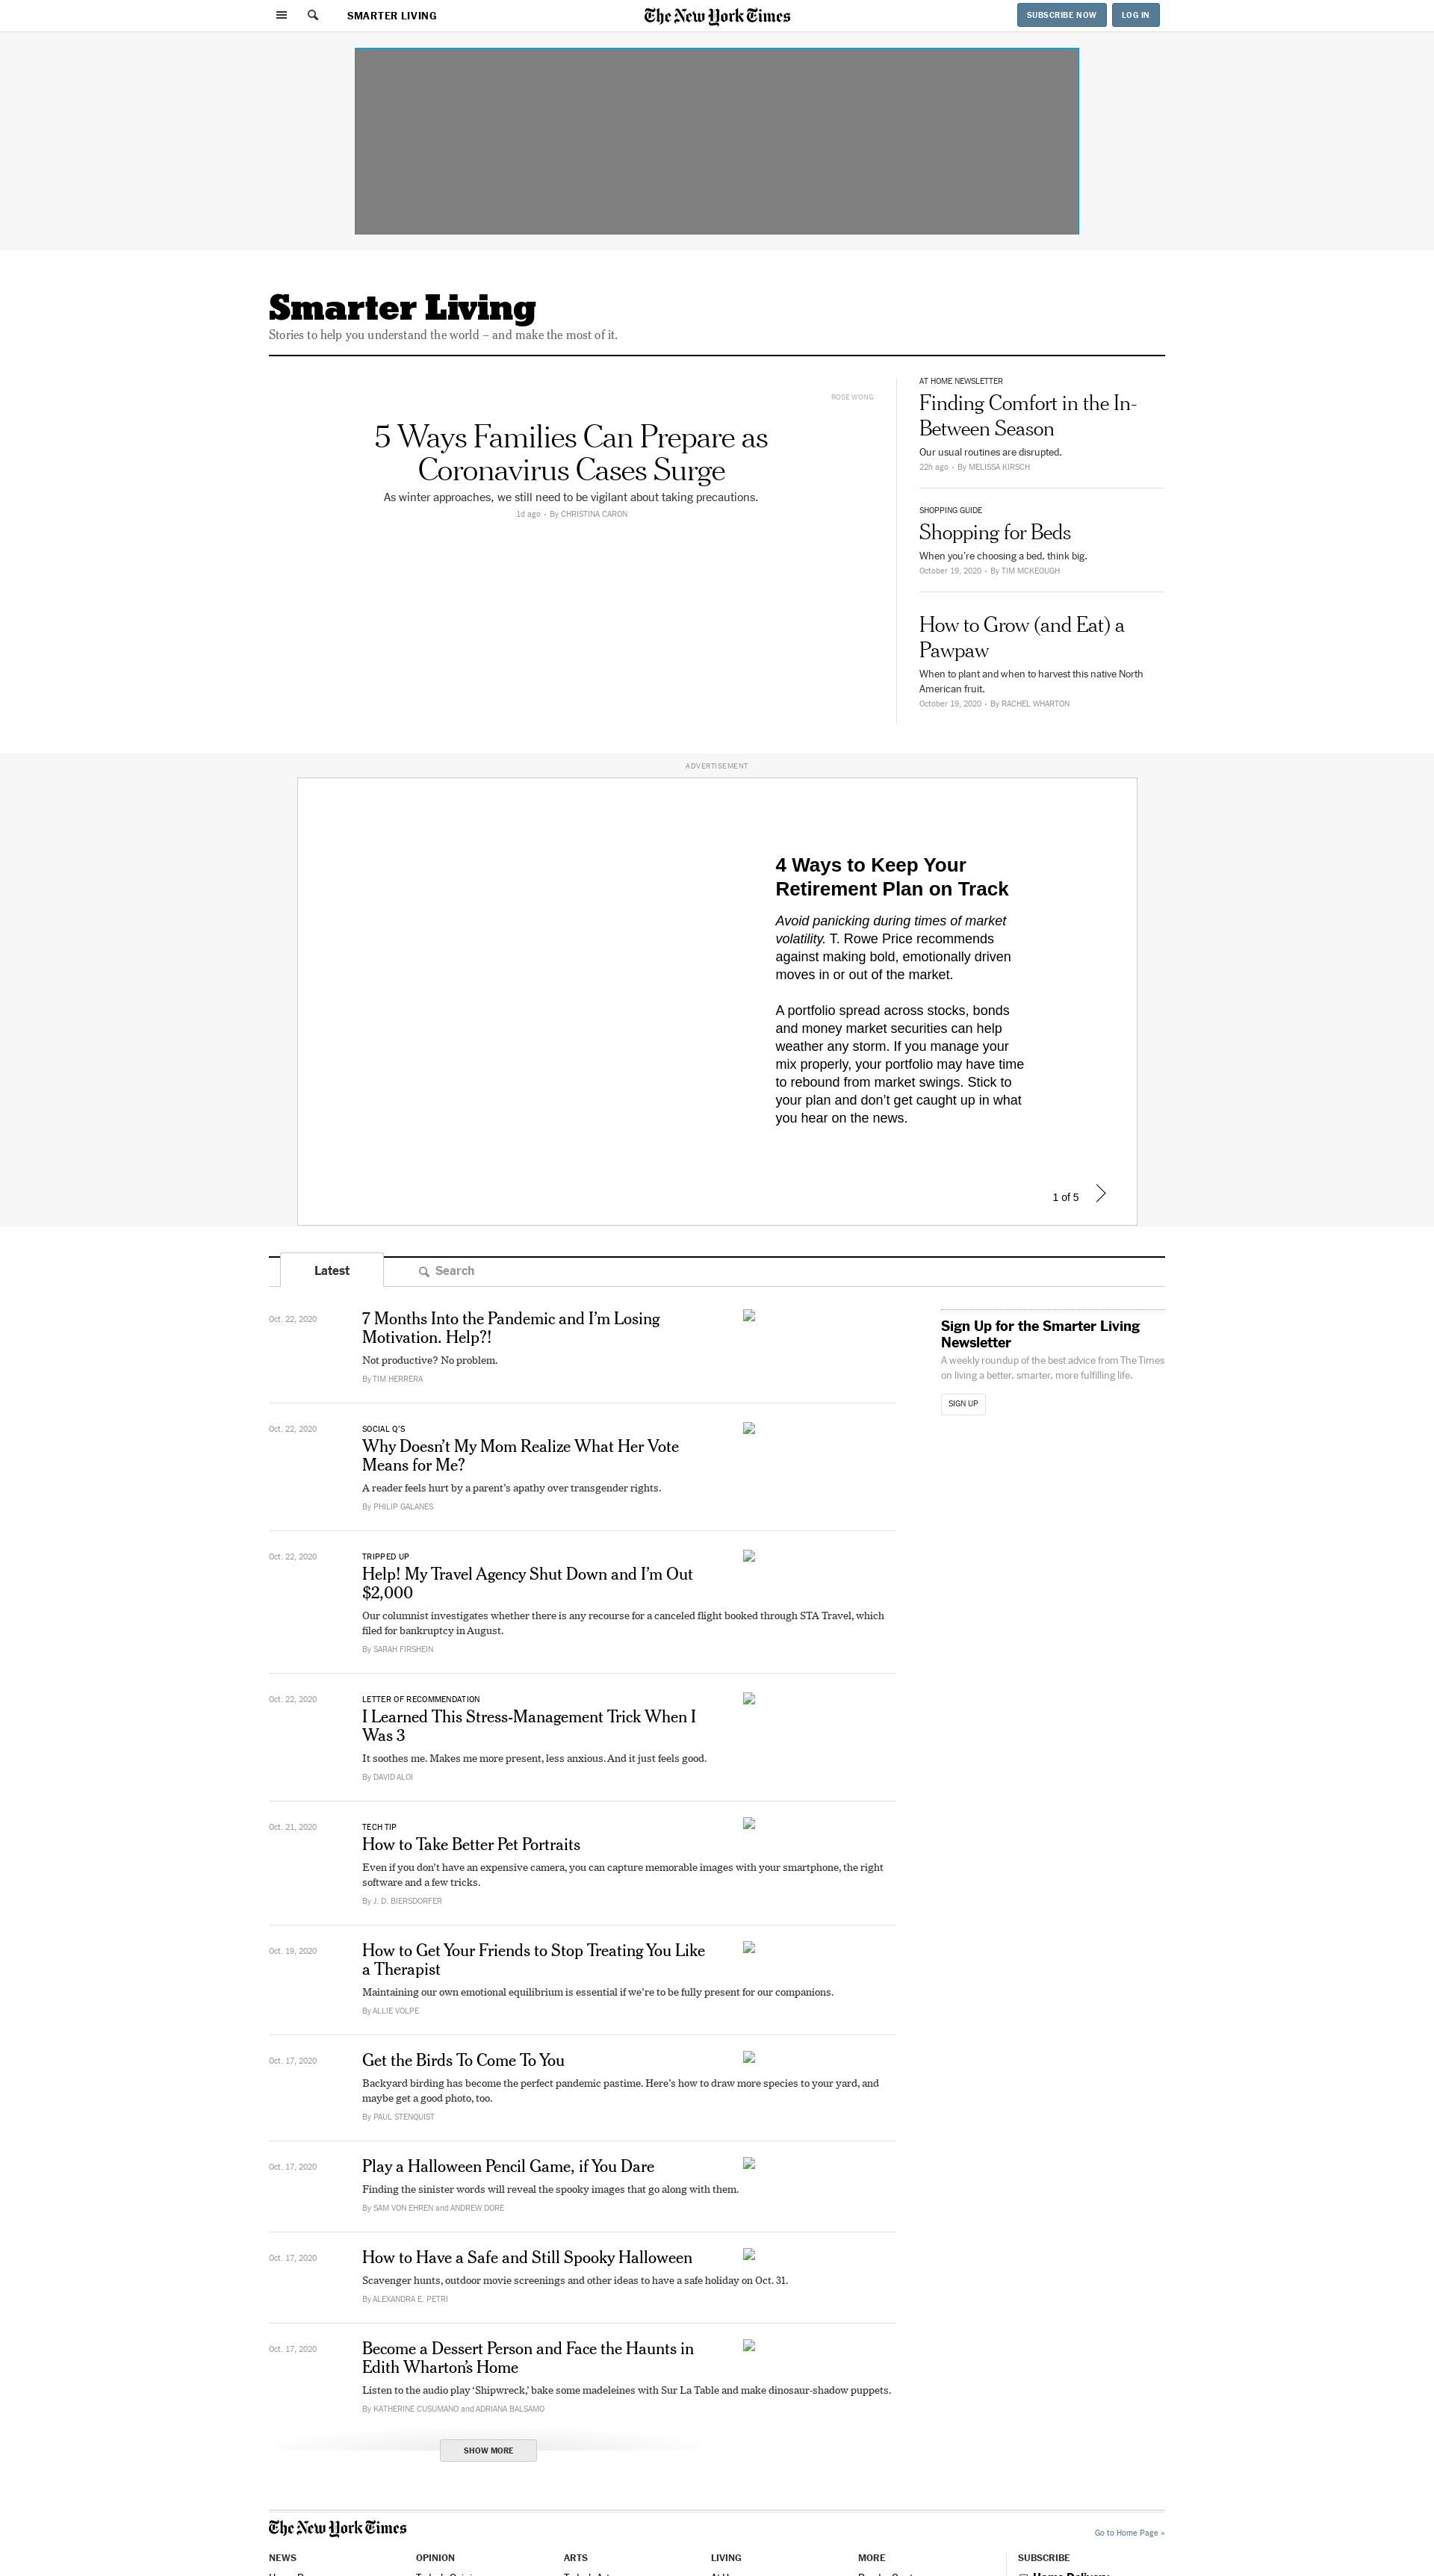 SMARTER LIVING
The New York Times
SUBSCRIBE NOW
LOG IN
Smarter Living
Stories to help you understand the world – and make the most of it.
ROSE WONG
5 Ways Families Can Prepare as
Coronavirus Cases Surge
As winter approaches, we still need to be vigilant about taking precautions.
1d ago • By CHRISTINA CARON
AT HOME NEWSLETTER
Finding Comfort in the In-
Between Season
Our usual routines are disrupted.
22h ago • By MELISSA KIRSCH
SHOPPING GUIDE
Shopping for Beds
When you’re choosing a bed, think big.
October 19, 2020 • By TIM MCKEOUGH
How to Grow (and Eat) a
Pawpaw
When to plant and when to harvest this native North
American fruit.
October 19, 2020 • By RACHEL WHARTON
ADVERTISEMENT
4 Ways to Keep Your
Retirement Plan on Track
Avoid panicking during times of market
volatility. T. Rowe Price recommends
against making bold, emotionally driven
moves in or out of the market.
A portfolio spread across stocks, bonds
and money market securities can help
weather any storm. If you manage your
mix properly, your portfolio may have time
to rebound from market swings. Stick to
your plan and don’t get caught up in what
you hear on the news.
1 of 5
Latest
Search
Oct. 22, 2020
7 Months Into the Pandemic and I’m Losing
Motivation. Help?!
Not productive? No problem.
By TIM HERRERA
Oct. 22, 2020
SOCIAL Q’S
Why Doesn’t My Mom Realize What Her Vote
Means for Me?
A reader feels hurt by a parent’s apathy over transgender rights.
By PHILIP GALANES
Oct. 22, 2020
TRIPPED UP
Help! My Travel Agency Shut Down and I’m Out
$2,000
Our columnist investigates whether there is any recourse for a canceled flight booked through STA Travel, which
filed for bankruptcy in August.
By SARAH FIRSHEIN
Oct. 22, 2020
LETTER OF RECOMMENDATION
I Learned This Stress-Management Trick When I
Was 3
It soothes me. Makes me more present, less anxious. And it just feels good.
By DAVID ALOI
Oct. 21, 2020
TECH TIP
How to Take Better Pet Portraits
Even if you don’t have an expensive camera, you can capture memorable images with your smartphone, the right
software and a few tricks.
By J. D. BIERSDORFER
Oct. 19, 2020
How to Get Your Friends to Stop Treating You Like
a Therapist
Maintaining our own emotional equilibrium is essential if we’re to be fully present for our companions.
By ALLIE VOLPE
Oct. 17, 2020
Get the Birds To Come To You
Backyard birding has become the perfect pandemic pastime. Here’s how to draw more species to your yard, and
maybe get a good photo, too.
By PAUL STENQUIST
Oct. 17, 2020
Play a Halloween Pencil Game, if You Dare
Finding the sinister words will reveal the spooky images that go along with them.
By SAM VON EHREN and ANDREW DORE
Oct. 17, 2020
How to Have a Safe and Still Spooky Halloween
Scavenger hunts, outdoor movie screenings and other ideas to have a safe holiday on Oct. 31.
By ALEXANDRA E. PETRI
Oct. 17, 2020
Become a Dessert Person and Face the Haunts in
Edith Wharton’s Home
Listen to the audio play ‘Shipwreck,’ bake some madeleines with Sur La Table and make dinosaur-shadow puppets.
By KATHERINE CUSUMANO and ADRIANA BALSAMO
SHOW MORE
Sign Up for the Smarter Living
Newsletter
A weekly roundup of the best advice from The Times
on living a better, smarter, more fulfilling life.
SIGN UP
The New York Times
Go to Home Page »
NEWS
OPINION
ARTS
LIVING
MORE
SUBSCRIBE